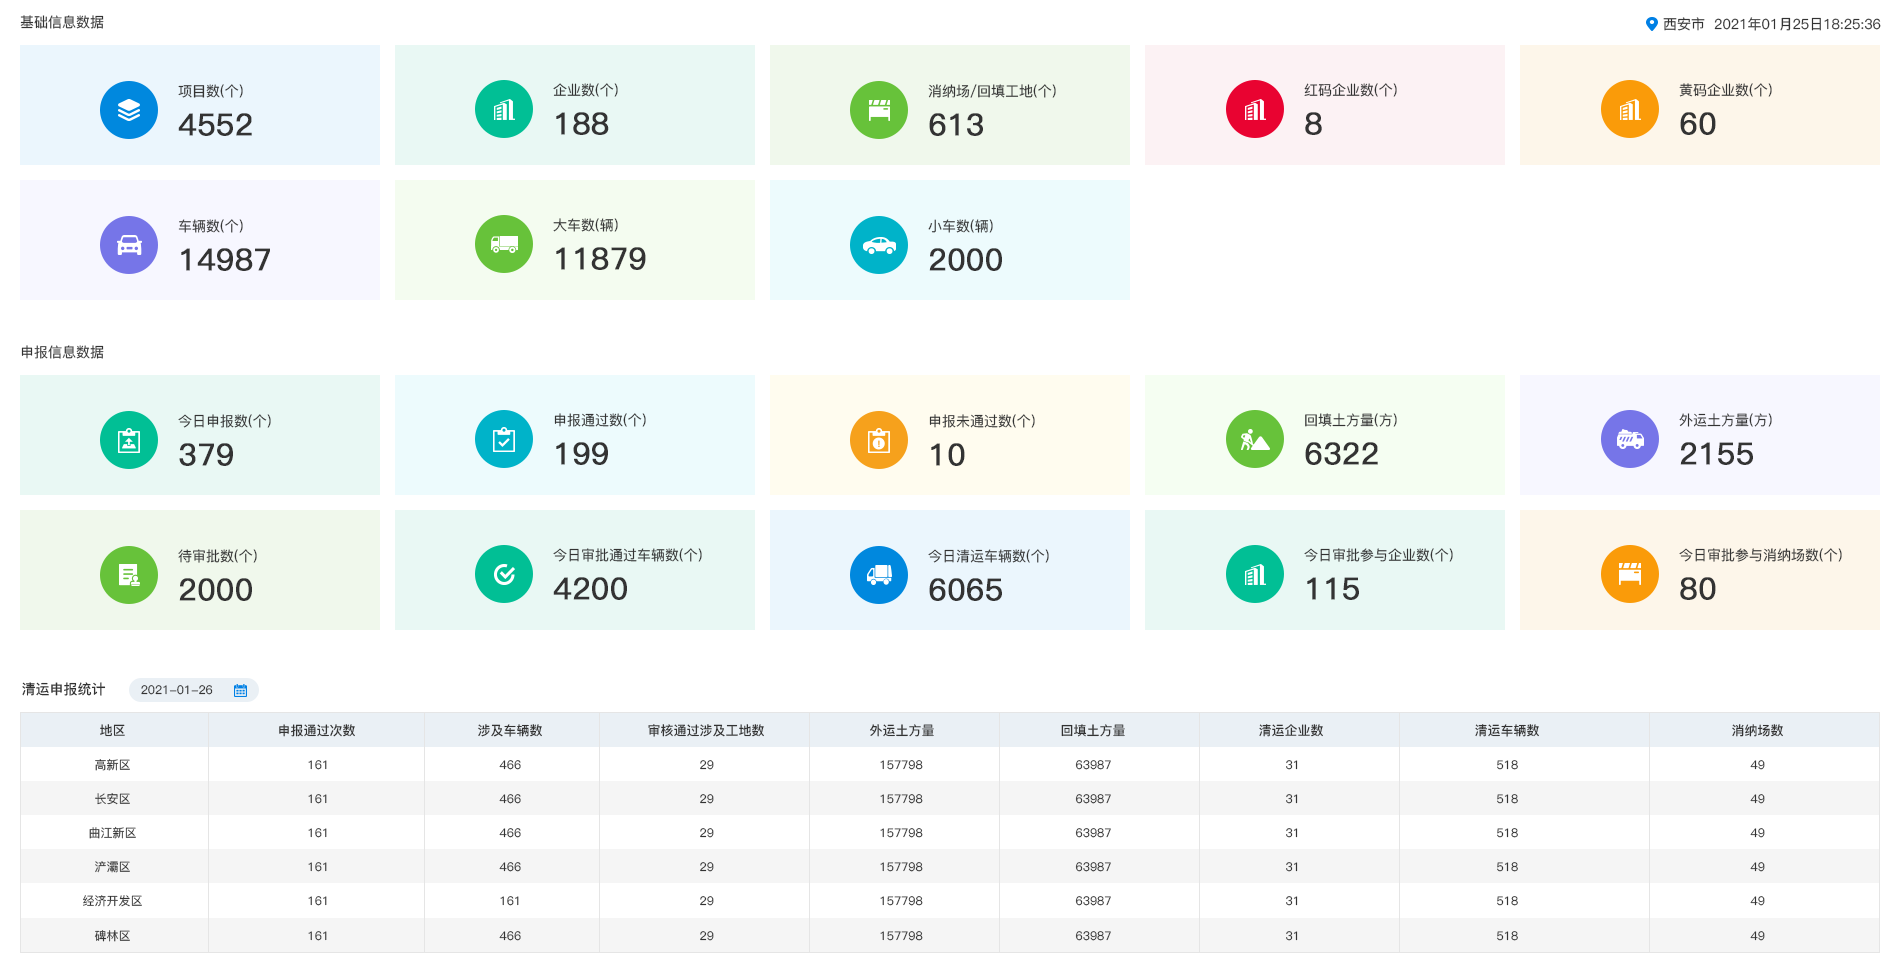 基础信息数据
西安市 2021年01月25日18:25:36
项目数(个)
4552
企业数(个)
188
消纳场/回填工地(个)
613
红码企业数(个)
8
黄码企业数(个)
60
车辆数(个)
14987
大车数(辆)
11879
小车数(辆)
2000
申报信息数据
今日申报数(个)
379
申报通过数(个)
199
申报未通过数(个)
10
回填土方量(方)
6322
外运土方量(方)
2155
待审批数(个)
2000
今日审批通过车辆数(个)
4200
今日清运车辆数(个)
6065
今日审批参与企业数(个)
115
今日审批参与消纳场数(个)
80
清运申报统计 2021-01-26
地区 申报通过次数 涉及车辆数 审核通过涉及工地数 外运土方量 回填土方量 清运企业数 清运车辆数 消纳场数
高新区 161 466 29 157798 63987 31 518 49
长安区 161 466 29 157798 63987 31 518 49
曲江新区 161 466 29 157798 63987 31 518 49
浐灞区 161 466 29 157798 63987 31 518 49
经济开发区 161 161 29 157798 63987 31 518 49
碑林区 161 466 29 157798 63987 31 518 49